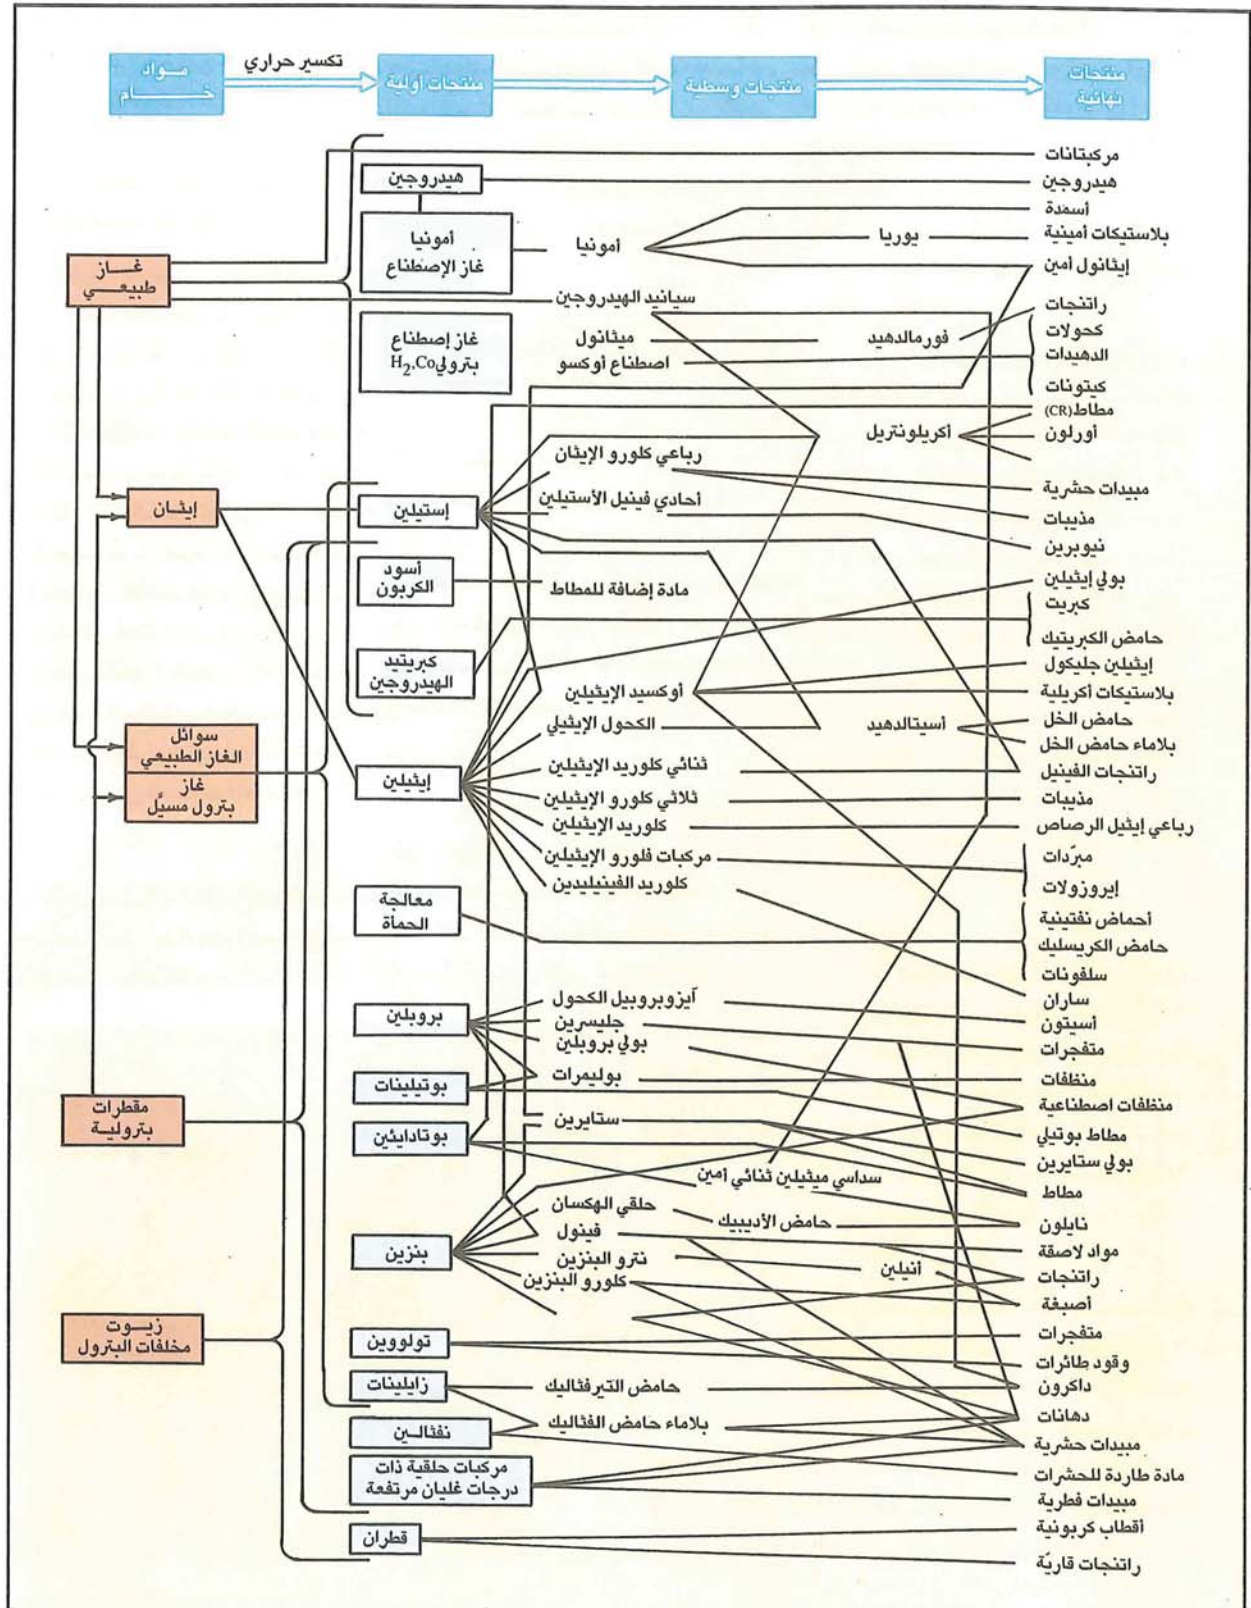 مـــواد
خـــــــام
تكسير حراري
منتجات أولية
منتجات وسطية
منتجات
نهائية
غـــاز
طبيعي
إيثـان
سوائل
الغاز الطبيعي
غاز
بترول مسيَّل
مقطرات
بترولية
زيـــوت
مخلفات البترول
هيدروجين
أمونيا
غاز الإصطناع
غاز إصطناع
بتروليH₂,Co
إستيلين
أسود
الكربون
كبريتيد
الهيدروجين
إيثيلين
معالجة
الحمأة
بروبلين
بوتيلينات
بوتادايئين
بنزين
تولووين
زايلينات
نفثالـين
مركبات حلقية ذات
درجات غليان مرتفعة
قطران
أمونيا
سيانيد الهيدروجين
ميثانول
اصطناع أوكسو
رباعي كلورو الإيثان
أحادي فينيل الأستيلين
مادة إضافة للمطاط
أوكسيد الإيثيلين
الكحول الإيثيلي
ثنائي كلوريد الإيثيلين
ثلاثي كلورو الإيثيلين
كلوريد الإيثيلين
مركبات فلورو الإيثيلين
كلوريد الفينيليدين
آيزوبروبيل الكحول
جليسرين
بولي بروبلين
بوليمرات
ستايرين
حلقي الهكسان
فينول
نترو البنزين
كلورو البنزين
حامض التيرفثاليك
بلاماء حامض الفثاليك
يوريا
فورمالدهيد
أكريلونتريل
أسيتالدهيد
سداسي ميثيلين ثنائي أمين
حامض الأديبيك
أنيلين
مركبتانات
هيدروجين
أسمدة
بلاستيكات أمينية
إيثانول أمين
راتنجات
كحولات
الدهيدات
كيتونات
مطاط(CR)
أورلون
مبيدات حشرية
مذيبات
نيوبرين
بولي إيثيلين
كبريت
حامض الكبريتيك
إيثيلين جليكول
بلاستيكات أكريلية
حامض الخل
بلاماء حامض الخل
راتنجات الفينيل
مذيبات
رباعي إيثيل الرصاص
مبرّدات
إيروزولات
أحماض نفتينية
حامض الكريسليك
سلفونات
ساران
أسيتون
متفجرات
منظفات
منظفات اصطناعية
مطاط بوتيلي
بولي ستايرين
مطاط
نايلون
مواد لاصقة
راتنجات
أصبغة
متفجرات
وقود طائرات
داكرون
دهانات
مبيدات حشرية
مادة طاردة للحشرات
مبيدات فطرية
أقطاب كربونية
راتنجات قاريّة